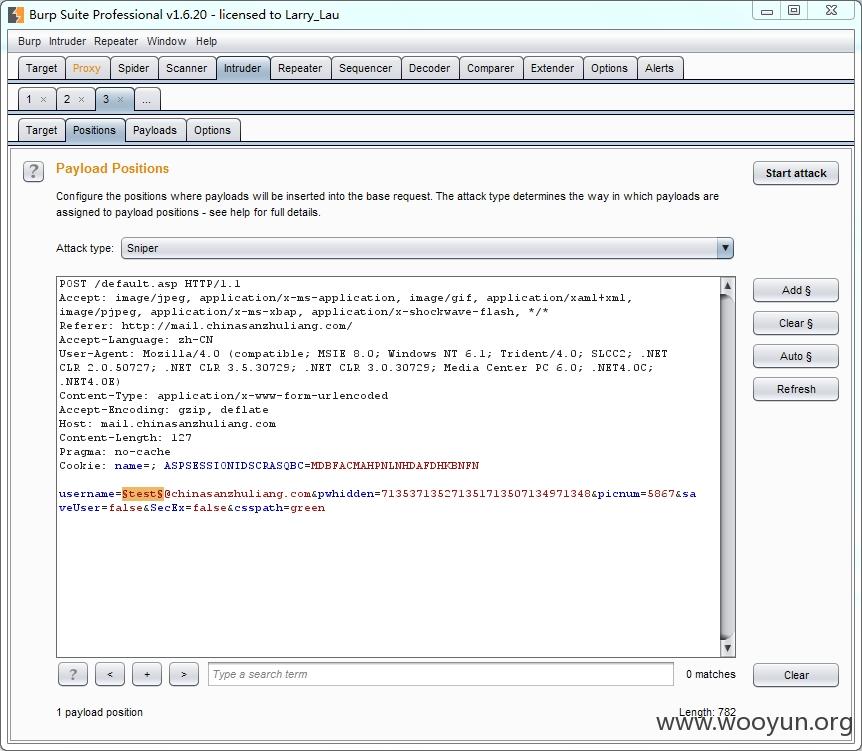 Burp Suite Professional v1.6.20 - licensed to Larry_Lau
Burp Intruder Repeater Window Help
Target Proxy Spider Scanner Intruder Repeater Sequencer Decoder Comparer Extender Options Alerts
1 × 2 × 3 × ...
Target Positions Payloads Options
? Payload Positions
Start attack
Configure the positions where payloads will be inserted into the base request. The attack type determines the way in which payloads are
assigned to payload positions - see help for full details.
Attack type: Sniper
POST /default.asp HTTP/1.1
Accept: image/jpeg, application/x-ms-application, image/gif, application/xaml+xml,
image/pjpeg, application/x-ms-xbap, application/x-shockwave-flash, */*
Referer: http://mail.chinasanzhuliang.com/
Accept-Language: zh-CN
User-Agent: Mozilla/4.0 (compatible; MSIE 8.0; Windows NT 6.1; Trident/4.0; SLCC2; .NET
CLR 2.0.50727; .NET CLR 3.5.30729; .NET CLR 3.0.30729; Media Center PC 6.0; .NET4.0C;
.NET4.0E)
Content-Type: application/x-www-form-urlencoded
Accept-Encoding: gzip, deflate
Host: mail.chinasanzhuliang.com
Content-Length: 127
Pragma: no-cache
Cookie: name=; ASPSESSIONIDSCRASQBC=MDBFACMAHPNLNHDAFDHKBNFN
username=§test§@chinasanzhuliang.com&pwhidden=713537135271351713507134971348&picnum=5867&sa
veUser=false&SecEx=false&csspath=green
Add §
Clear §
Auto §
Refresh
? < + > Type a search term 0 matches Clear
1 payload position Length: 782
www.wooyun.org